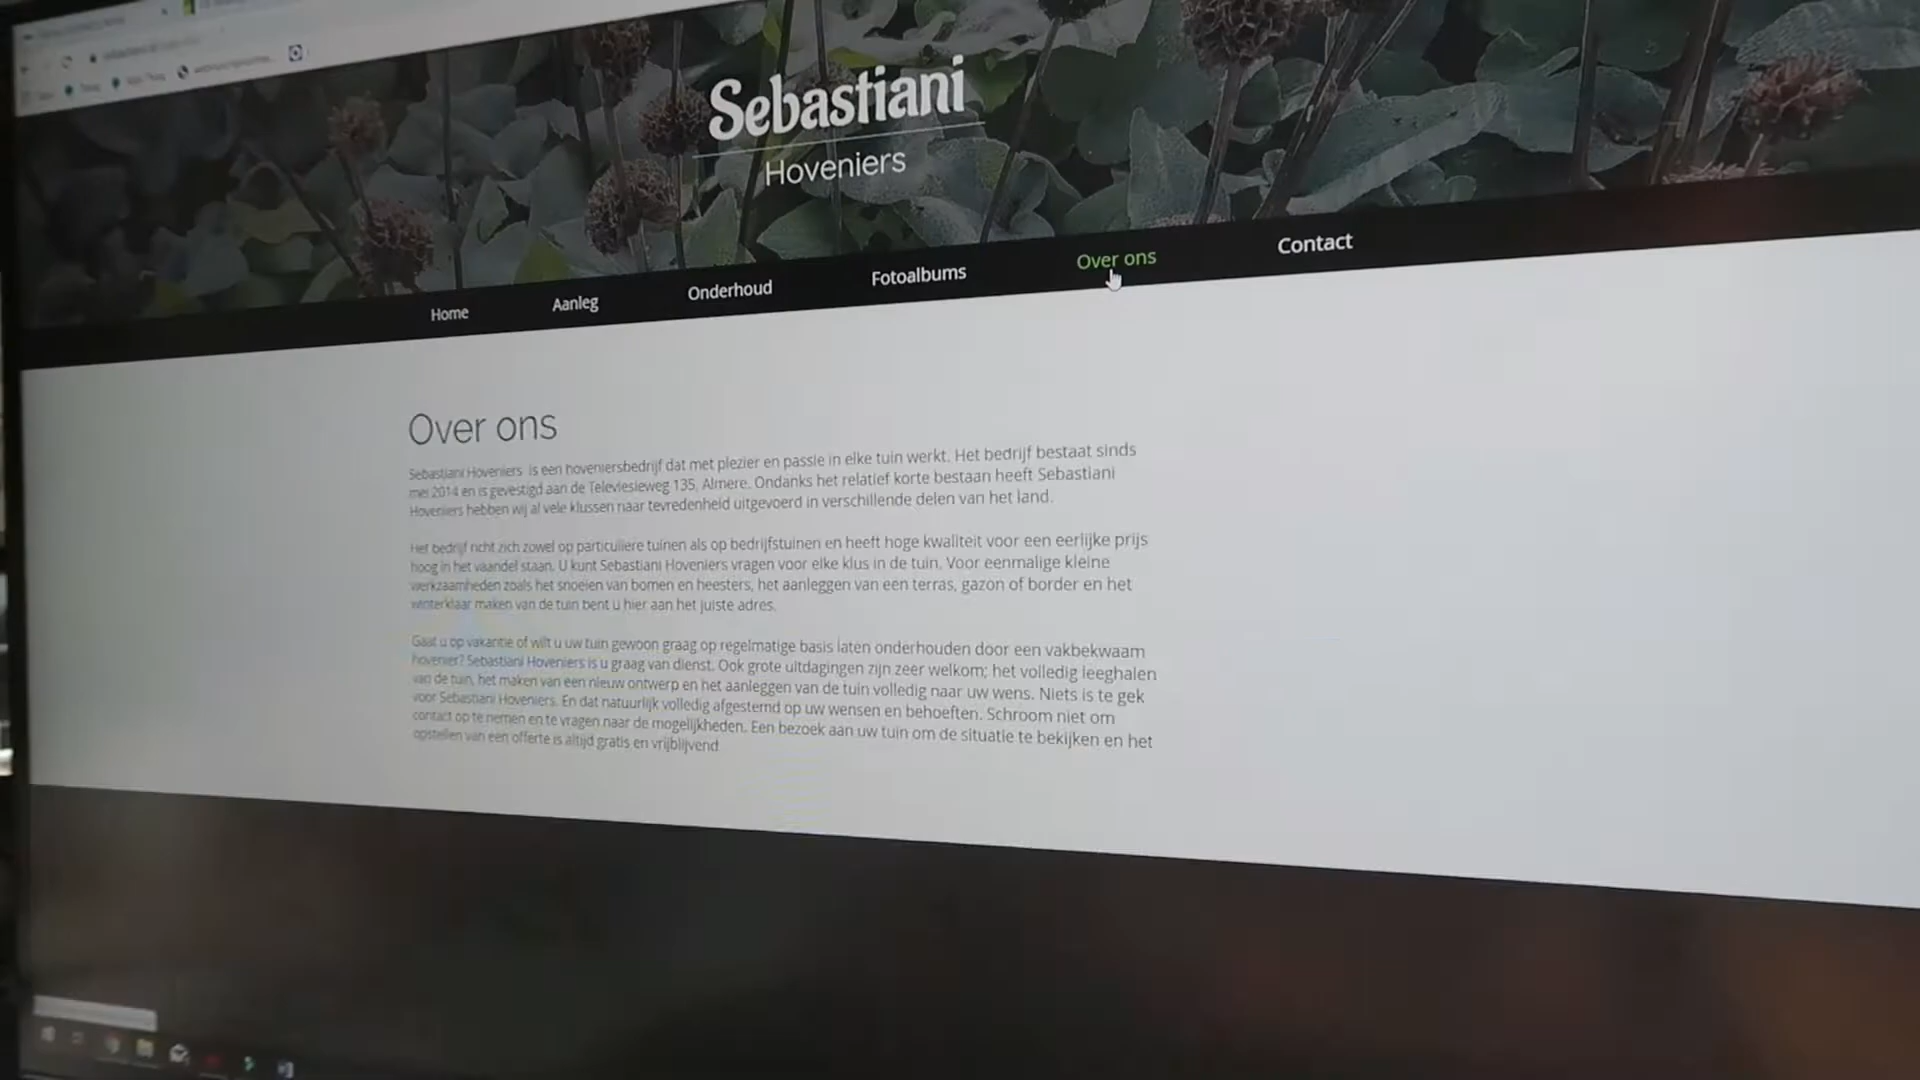 Sebastiani
Hoveniers
Home
Aanleg
Onderhoud
Fotoalbums
Over ons
Contact
Over ons
Sebastiani Hoveniers is een hoveniersbedrijf dat met plezier en passie in elke tuin werkt. Het bedrijf bestaat sinds
mei 2014 en is gevestigd aan de Televisieweg 135, Almere. Ondanks het relatief korte bestaan heeft Sebastiani
Hoveniers hebben wij al vele klussen naar tevredenheid uitgevoerd in verschillende delen van het land.
Het bedrijf richt zich zowel op particuliere tuinen als op bedrijfstuinen en heeft hoge kwaliteit voor een eerlijke prijs
hoog in het vaandel staan. U kunt Sebastiani Hoveniers vragen voor elke klus in de tuin. Voor eenmalige kleine
werkzaamheden zoals het snoeien van bomen en heesters, het aanleggen van een terras, gazon of border en het
winterklaar maken van de tuin bent u hier aan het juiste adres.
Gaat u op vakantie of wilt u uw tuin gewoon graag op regelmatige basis laten onderhouden door een vakbekwaam
hovenier? Sebastiani Hoveniers is u graag van dienst. Ook grote uitdagingen zijn zeer welkom; het volledig leeghalen
van de tuin, het maken van een nieuw ontwerp en het aanleggen van de tuin volledig naar uw wens. Niets is te gek
voor Sebastiani Hoveniers. En dat natuurlijk volledig afgestemd op uw wensen en behoeften. Schroom niet om
contact op te nemen en te vragen naar de mogelijkheden. Een bezoek aan uw tuin om de situatie te bekijken en het
opstellen van een offerte is altijd gratis en vrijblijvend